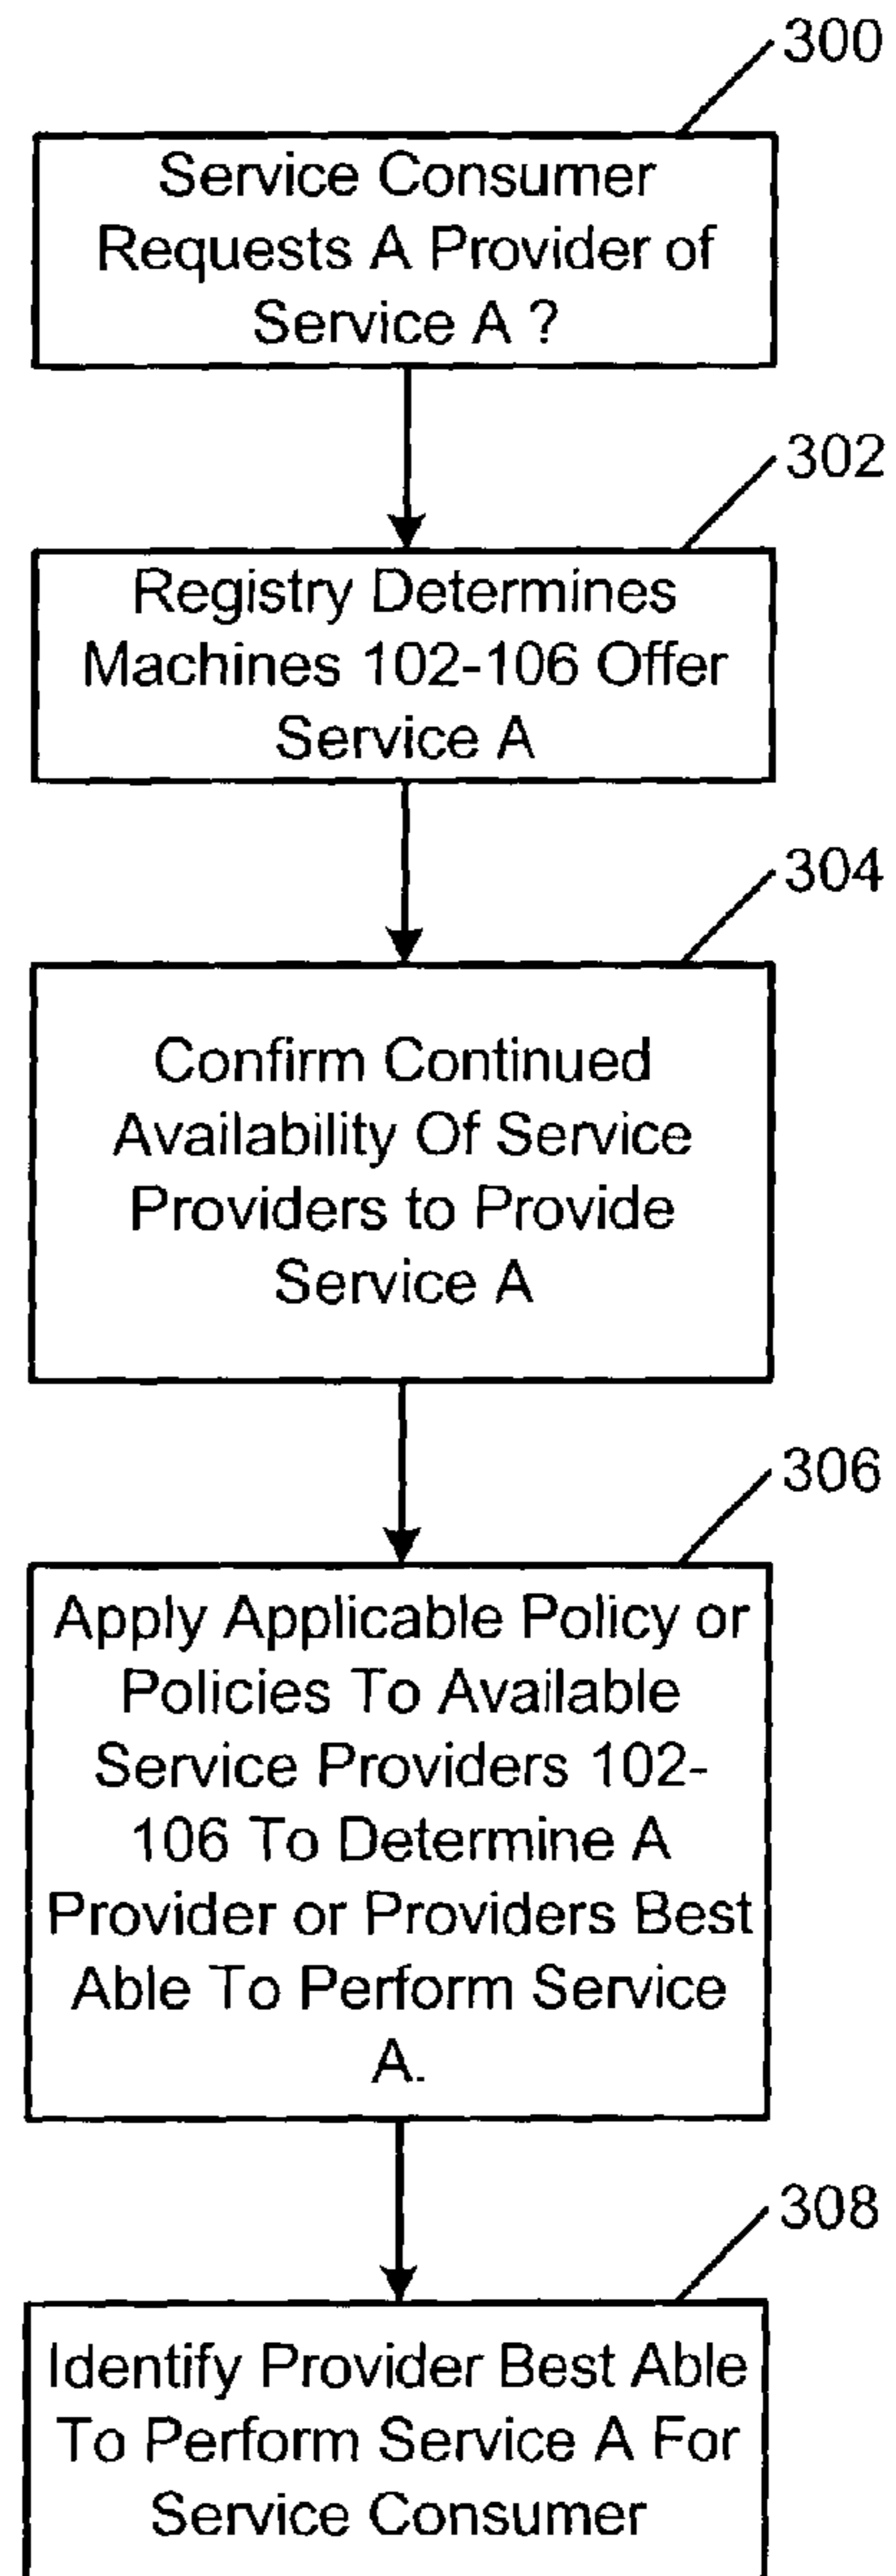 300
Service Consumer
Requests A Provider of
Service A ?
302
Registry Determines
Machines 102-106 Offer
Service A
304
Confirm Continued
Availability Of Service
Providers to Provide
Service A
306
Apply Applicable Policy or
Policies To Available
Service Providers 102-
106 To Determine A
Provider or Providers Best
Able To Perform Service
A.
308
Identify Provider Best Able
To Perform Service A For
Service Consumer